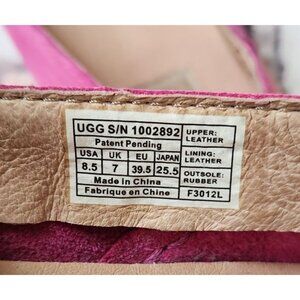 UGG S/N 1002892
Patent Pending
USA UK EU JAPAN
8.5 7 39.5 25.5
Made in China
Fabrique en Chine
UPPER:
LEATHER
LINING:
LEATHER
OUTSOLE:
RUBBER
F3012L